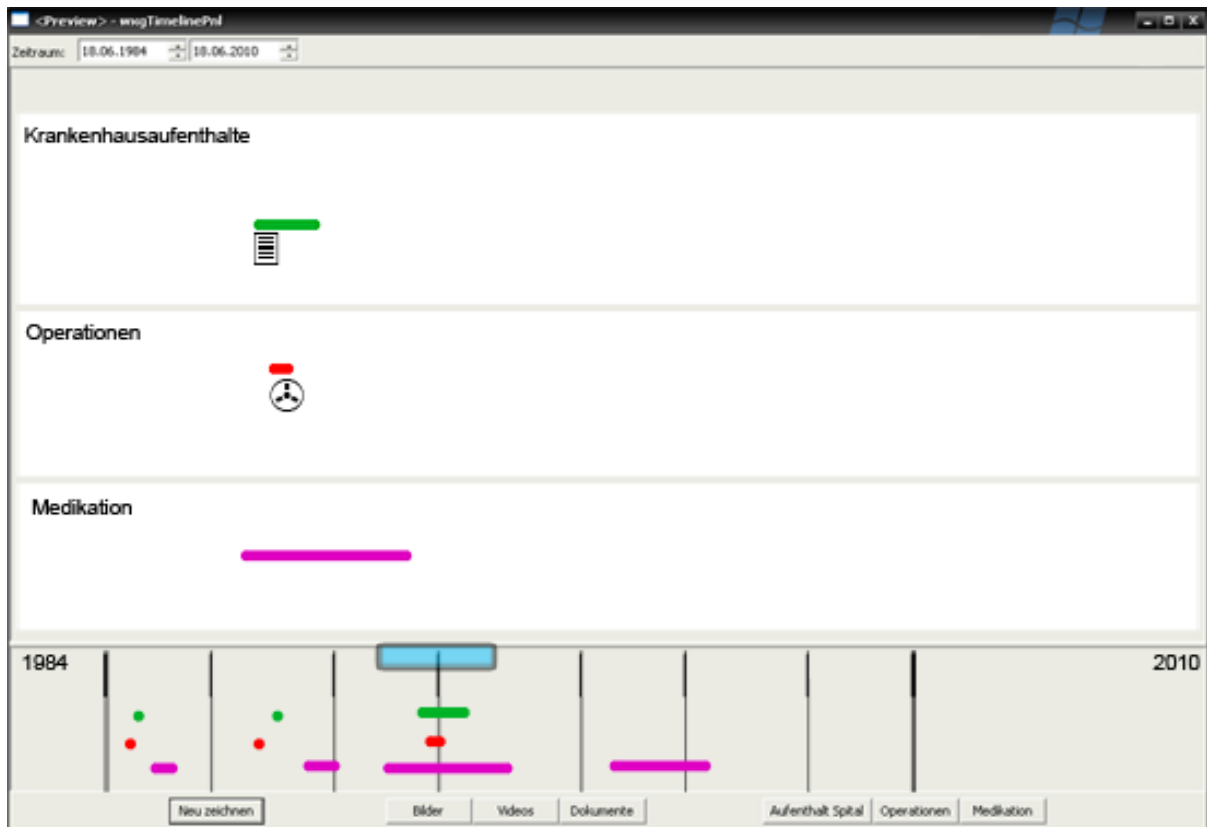 <Preview> - wxgTimelinePnl
Zeitraum: 18.06.1984 18.06.2010
Krankenhausaufenthalte
Operationen
Medikation
1984 2010
Neu zeichnen Bilder Videos Dokumente Aufenthalt Spital Operationen Medikation